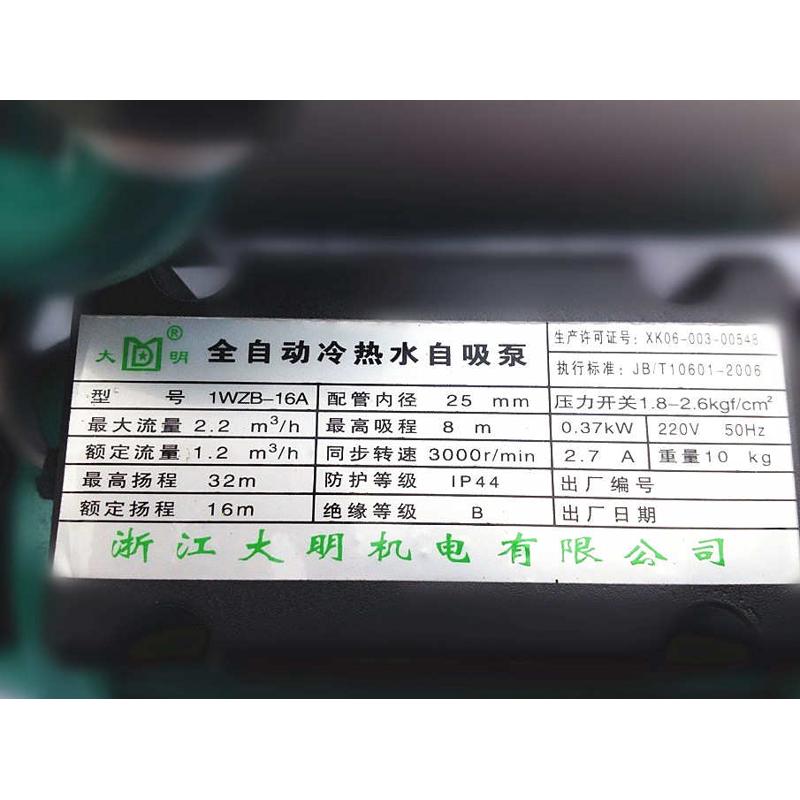 大明 ® 全自动冷热水自吸泵
生产许可证号: XK06-003-00548
执行标准: JB/T10601-2006
型 号 1WZB-16A 配管内径 25 mm 压力开关1.8-2.6kgf/cm²
最大流量 2.2 m³/h 最高吸程 8 m 0.37kW 220V 50Hz
额定流量 1.2 m³/h 同步转速 3000r/min 2.7 A 重量10 kg
最高扬程 32m 防护等级 IP44 出厂编号
额定扬程 16m 绝缘等级 B 出厂日期
浙江大明机电有限公司